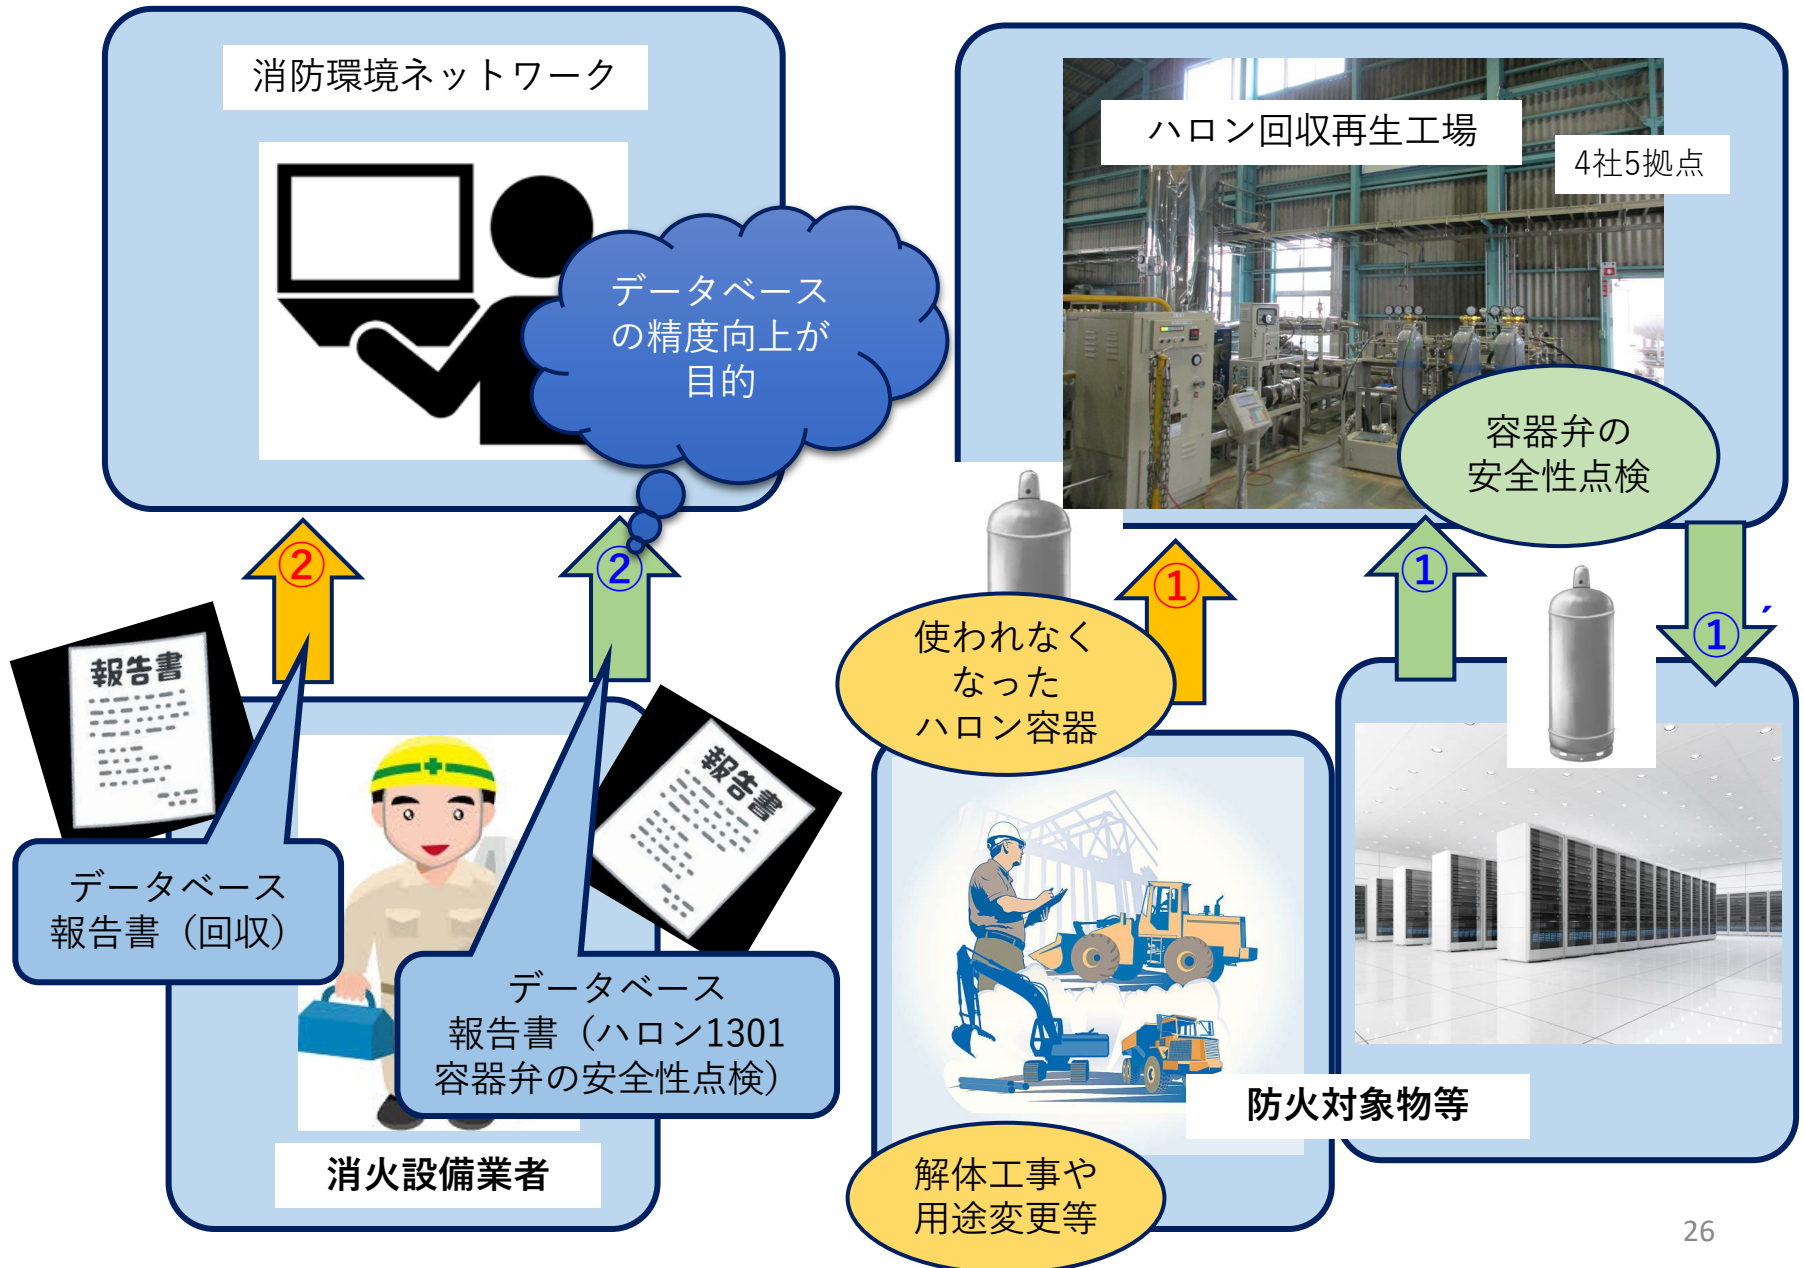 消防環境ネットワーク
ハロン回収再生工場
4社5拠点
データベース
の精度向上が
目的
容器弁の
安全性点検
②
②
①
①
①´
使われなく
なった
ハロン容器
報告書
報告書
データベース
報告書（回収）
データベース
報告書（ハロン1301
容器弁の安全性点検）
消火設備業者
防火対象物等
解体工事や
用途変更等
26